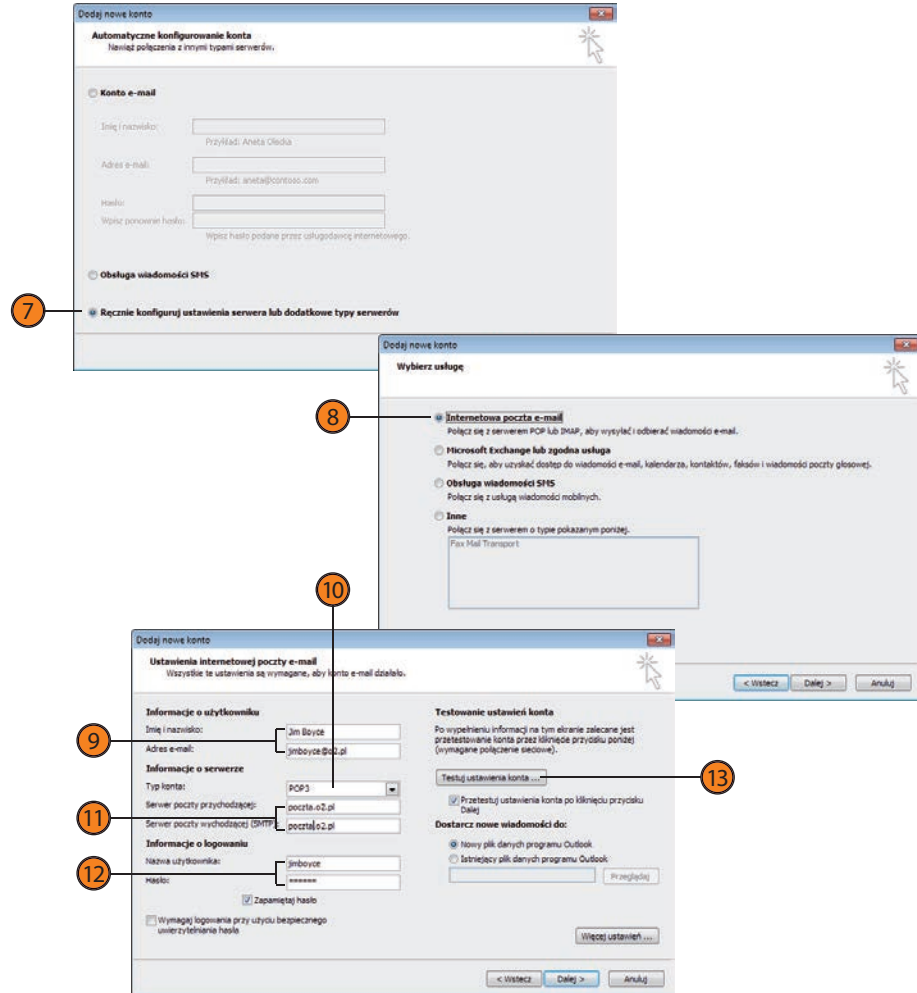 Dodaj nowe konto
Automatyczne konfigurowanie konta
Nawiąż połączenia z innymi typami serwerów.
Konto e-mail
Imię i nazwisko:
Przykład: Aneta Olecka
Adres e-mail:
Przykład: aneta@contoso.com
Hasło:
Wpisz ponownie hasło:
Wpisz hasło podane przez usługodawcę internetowego.
Obsługa wiadomości SMS
7
Ręcznie konfiguruj ustawienia serwera lub dodatkowe typy serwerów
Dodaj nowe konto
Wybierz usługę
8
Internetowa poczta e-mail
Połącz się z serwerem POP lub IMAP, aby wysyłać i odbierać wiadomości e-mail.
Microsoft Exchange lub zgodna usługa
Połącz się, aby uzyskać dostęp do wiadomości e-mail, kalendarza, kontaktów, faksów i wiadomości poczty głosowej.
Obsługa wiadomości SMS
Połącz się z usługą wiadomości mobilnych.
Inne
Połącz się z serwerem o typie pokazanym poniżej.
Fax Mail Transport
< Wstecz Dalej > Anuluj
10
Dodaj nowe konto
Ustawienia internetowej poczty e-mail
Wszystkie te ustawienia są wymagane, aby konto e-mail działało.
Informacje o użytkowniku
9
Imię i nazwisko: Jim Boyce
Adres e-mail: jimboyce@o2.pl
Informacje o serwerze
Typ konta: POP3
11
Serwer poczty przychodzącej: poczta.o2.pl
Serwer poczty wychodzącej (SMTP): poczta.o2.pl
Informacje o logowaniu
12
Nazwa użytkownika: jimboyce
Hasło: ******
Zapamiętaj hasło
Wymagaj logowania przy użyciu bezpiecznego
uwierzytelniania hasła
Testowanie ustawień konta
Po wypełnieniu informacji na tym ekranie zalecane jest
przetestowanie konta przez kliknięcie przycisku poniżej
(wymagane połączenie sieciowe).
Testuj ustawienia konta ...
13
Przetestuj ustawienia konta po kliknięciu przycisku
Dalej
Dostarcz nowe wiadomości do:
Nowy plik danych programu Outlook
Istniejący plik danych programu Outlook
Przeglądaj
Więcej ustawień ...
< Wstecz Dalej > Anuluj